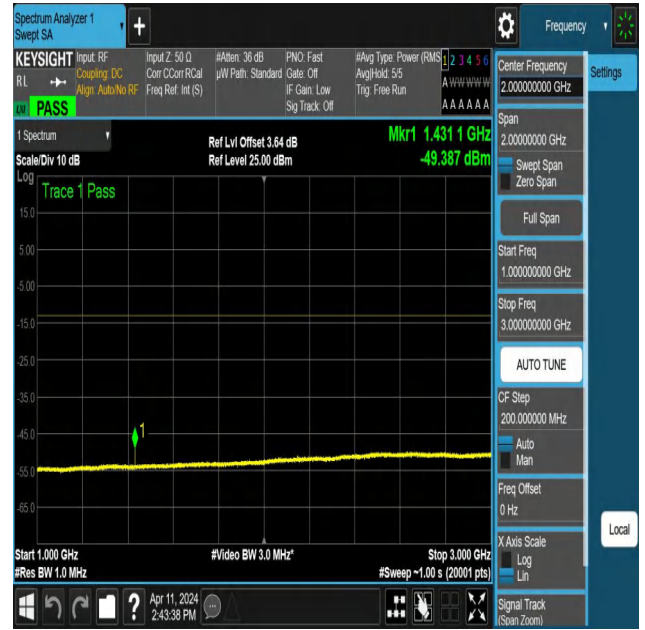 Spectrum Analyzer 1
Swept SA
Frequency
KEYSIGHT
RL
LXI
PASS
Input: RF
Coupling: DC
Align: Auto/No RF
Input Z: 50 Ω
Corr CCorr RCal
Freq Ref: Int (S)
#Atten: 36 dB
µW Path: Standard
PNO: Fast
Gate: Off
IF Gain: Low
Sig Track: Off
#Avg Type: Power (RMS
Avg|Hold: 5/5
Trig: Free Run
1 2 3 4 5 6
A W W W W W
A A A A A A
1 Spectrum
Scale/Div 10 dB
Log
Ref Lvl Offset 3.64 dB
Ref Level 25.00 dBm
Mkr1 1.431 1 GHz
-49.387 dBm
Trace 1 Pass
15.0
5.00
-5.00
-15.0
-25.0
-35.0
-45.0
-55.0
-65.0
1
Start 1.000 GHz
#Res BW 1.0 MHz
#Video BW 3.0 MHz*
Stop 3.000 GHz
#Sweep ~1.00 s (20001 pts)
Center Frequency
2.000000000 GHz
Settings
Span
2.00000000 GHz
Swept Span
Zero Span
Full Span
Start Freq
1.000000000 GHz
Stop Freq
3.000000000 GHz
AUTO TUNE
CF Step
200.000000 MHz
Auto
Man
Freq Offset
0 Hz
X Axis Scale
Log
Lin
Local
Signal Track
(Span Zoom)
?
Apr 11, 2024
2:43:38 PM